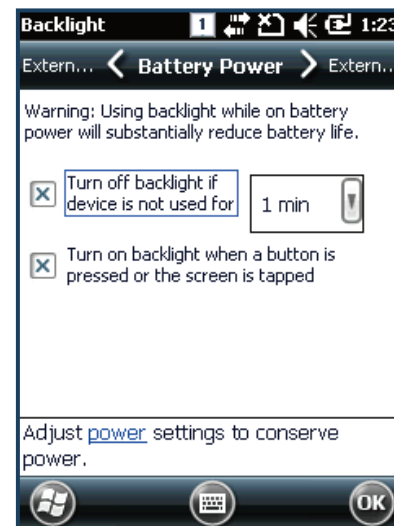 Backlight 1 1:23
Extern... Battery Power Extern..
Warning: Using backlight while on battery
power will substantially reduce battery life.
Turn off backlight if
device is not used for 1 min
Turn on backlight when a button is
pressed or the screen is tapped
Adjust power settings to conserve
power.
OK